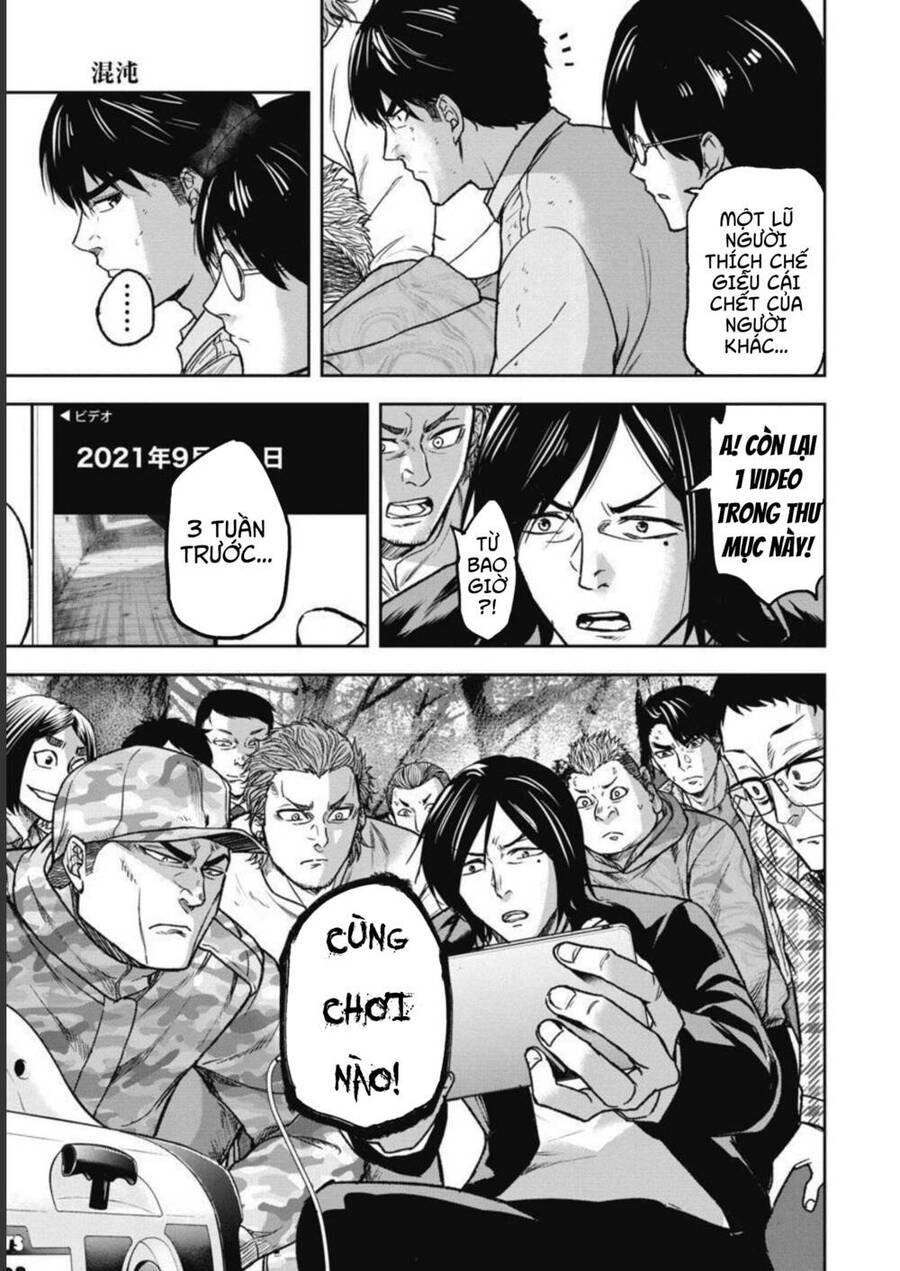 混沌
MỘT LŨ
NGƯỜI
THÍCH CHẾ
GIỄU CÁI
CHẾT CỦA
NGƯỜI
KHÁC...
......
A! CÒN LẠI
1 VIDEO
TRONG THƯ
MỤC NÀY!
TỪ
BAO
GIỜ
?!
◀ ビデオ
2021年9月 日
3 TUẦN
TRƯỚC...
CÙNG
CHƠI
NÀO!